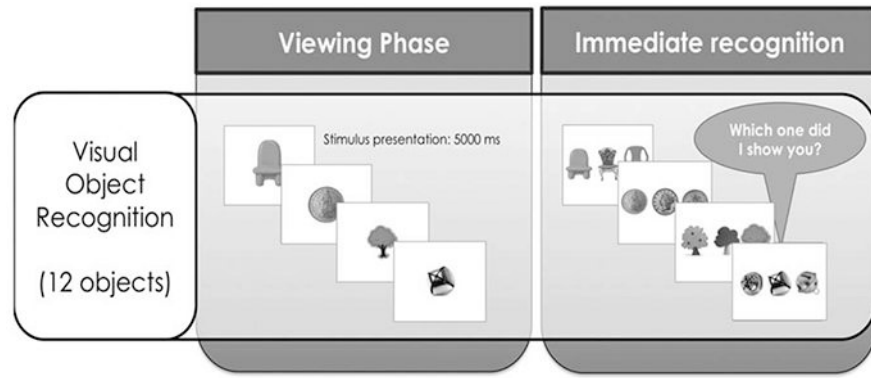 Viewing Phase
Immediate recognition
Visual
Object
Recognition
(12 objects)
Stimulus presentation: 5000 ms
Which one did
I show you?